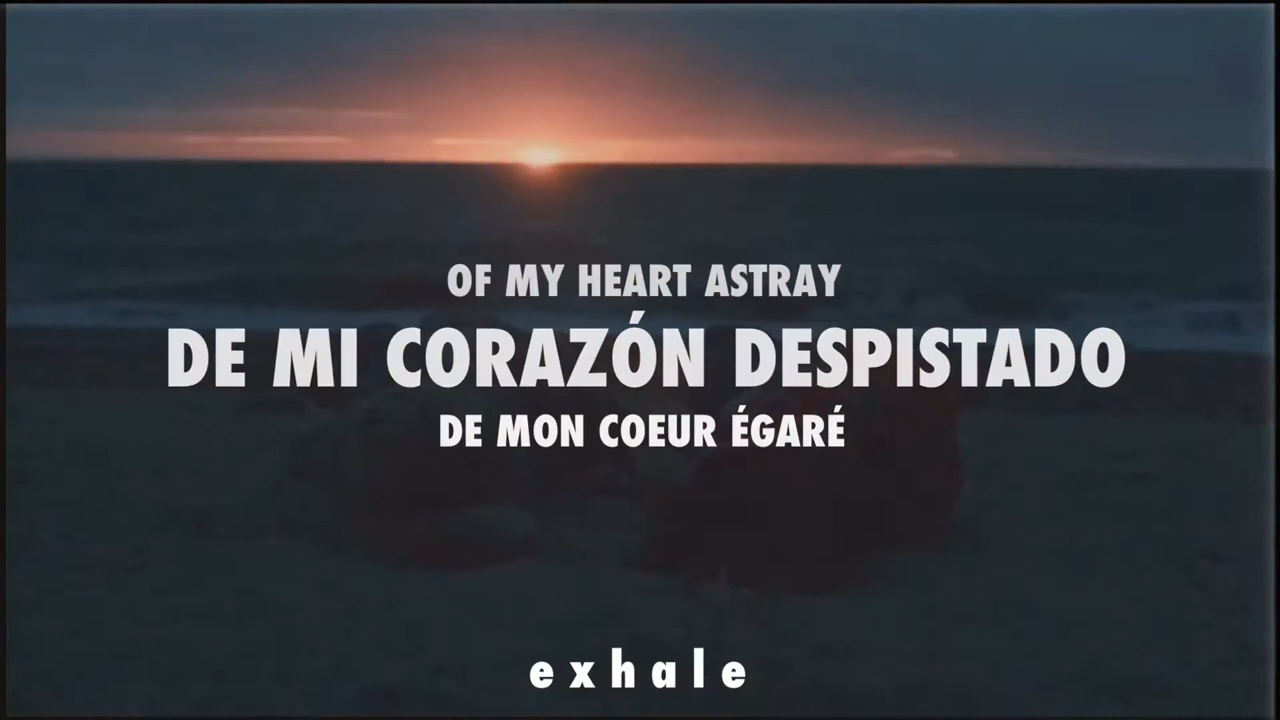 OF MY HEART ASTRAY
DE MI CORAZÓN DESPISTADO
DE MON COEUR ÉGARÉ
exhale